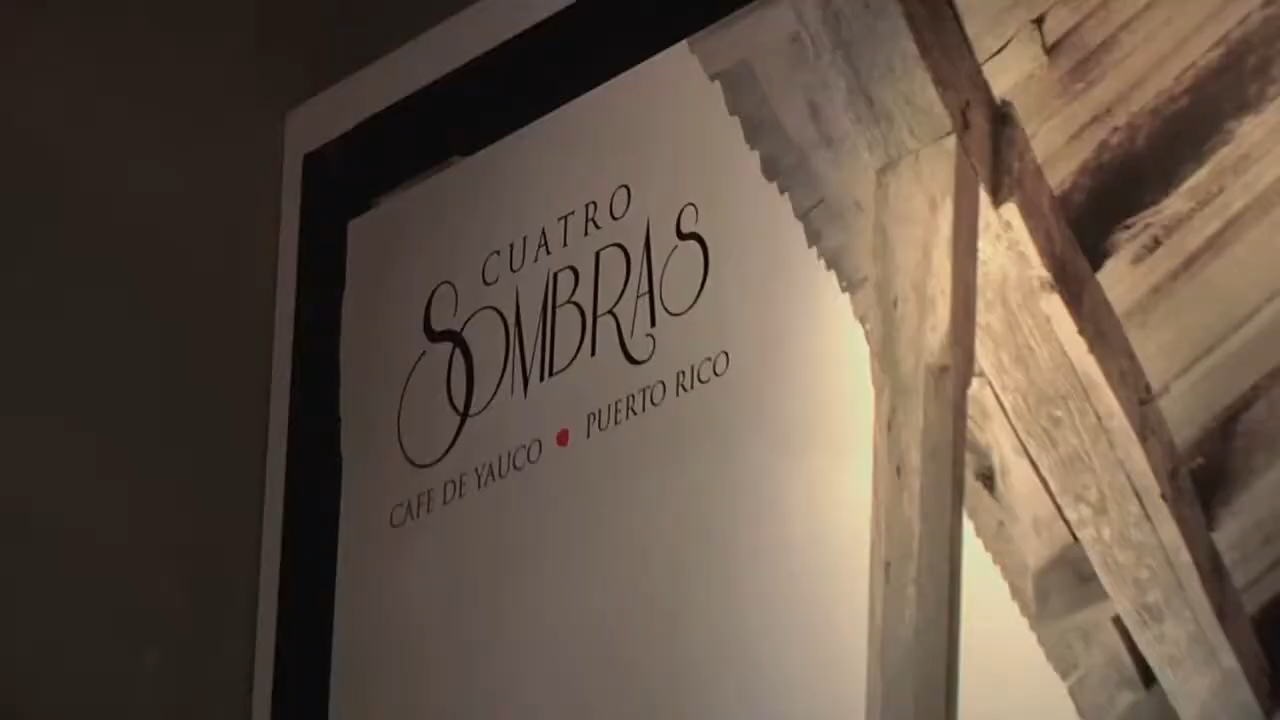 CUATRO
SOMBRAS
CAFE DE YAUCO • PUERTO RICO